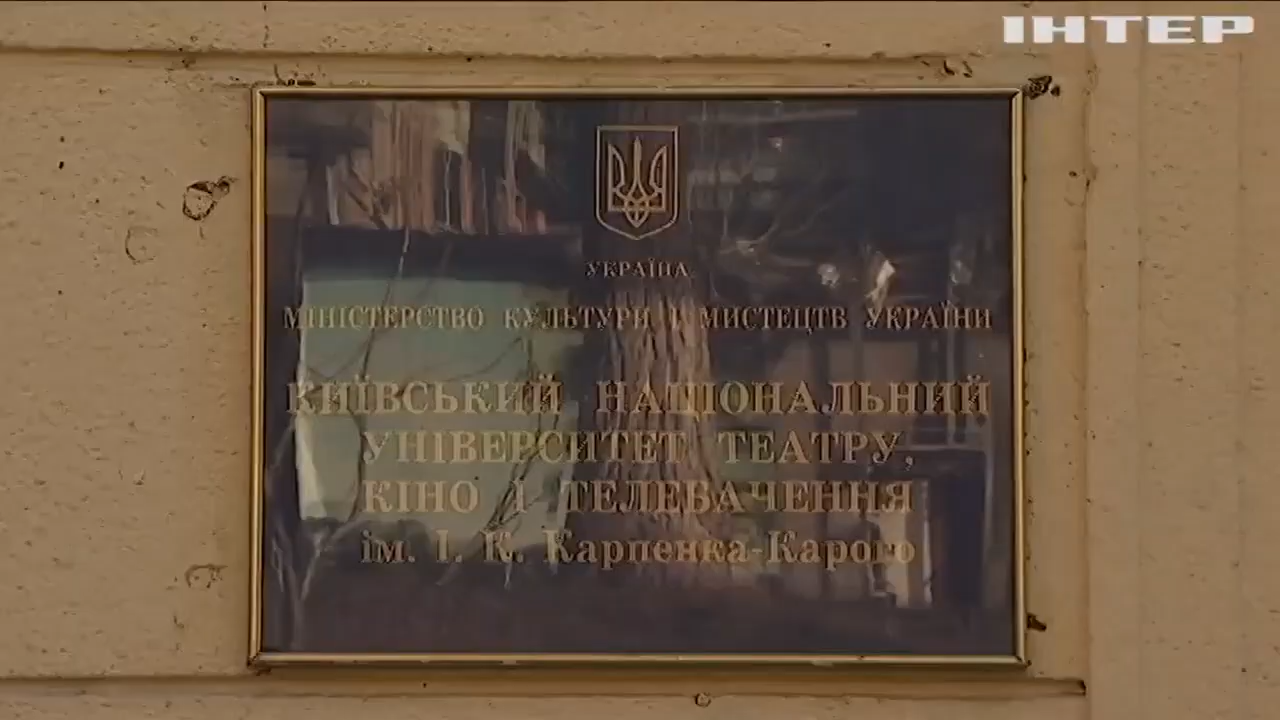 ІНТЕР
УКРАЇНА
МІНІСТЕРСТВО КУЛЬТУРИ І МИСТЕЦТВ УКРАЇНИ
КИЇВСЬКИЙ НАЦІОНАЛЬНИЙ
УНІВЕРСИТЕТ ТЕАТРУ,
КІНО І ТЕЛЕБАЧЕННЯ
ім. І. К. Карпенка-Карого